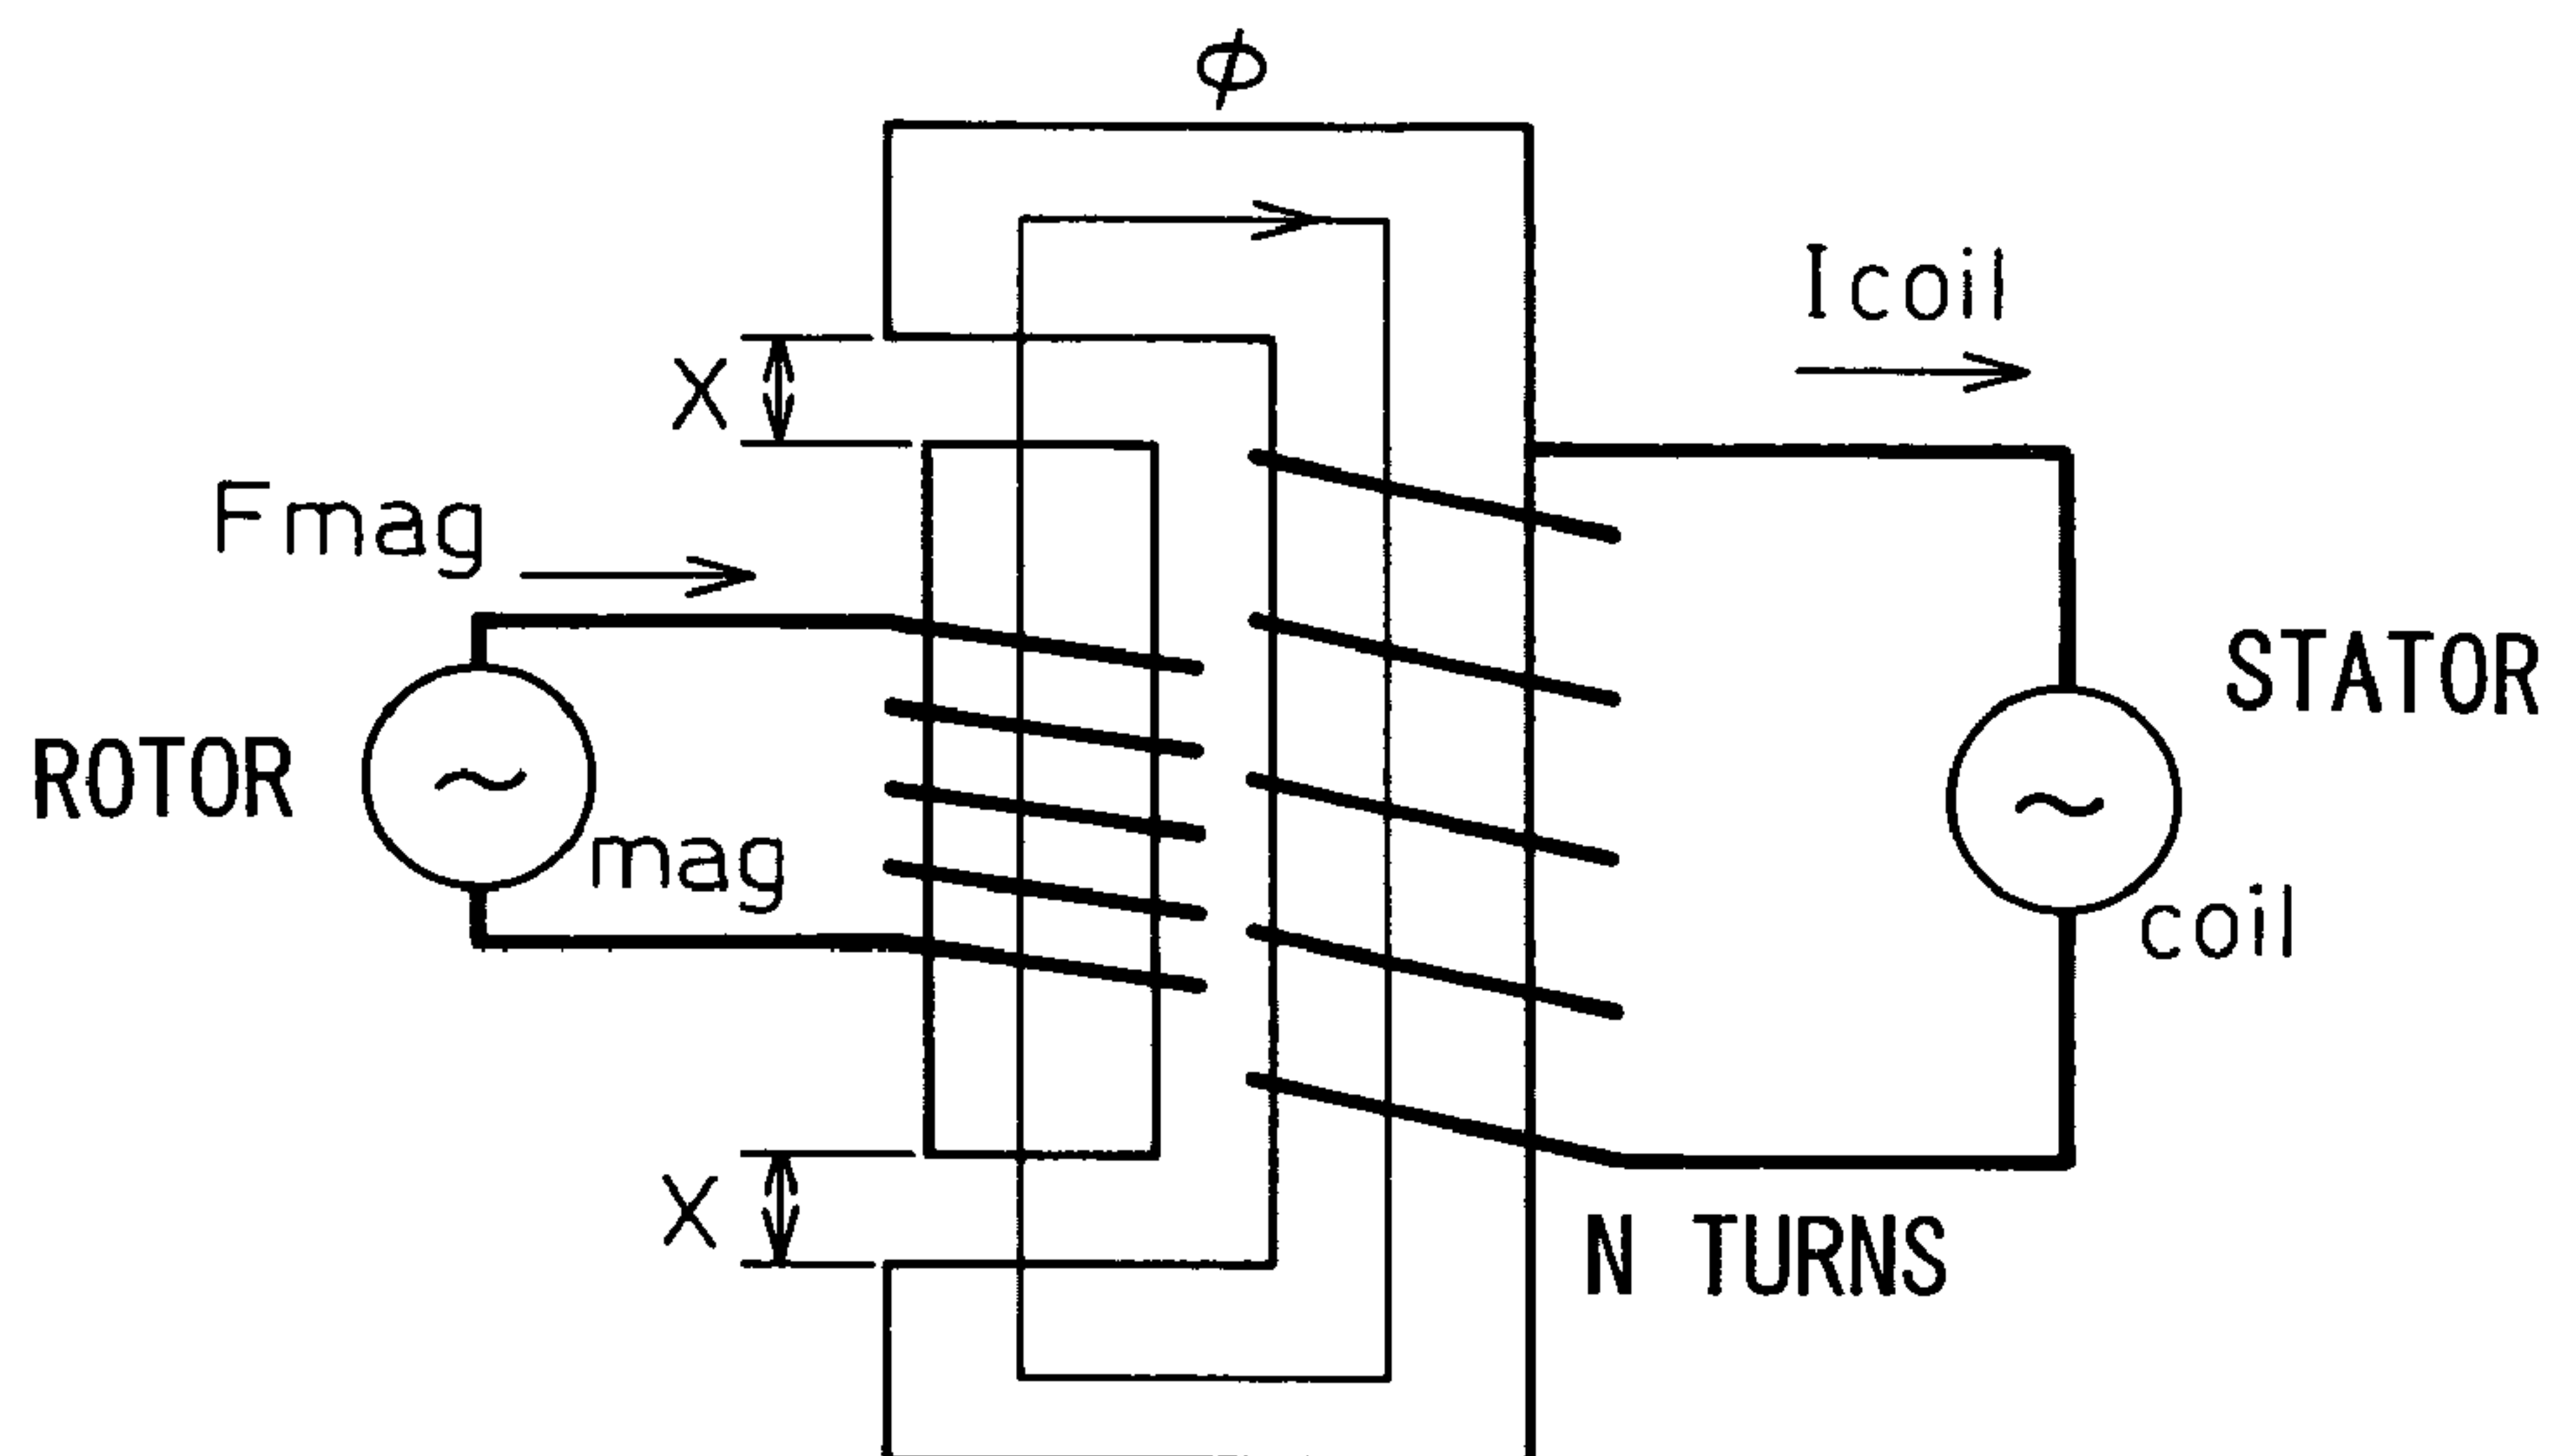 ϕ
Icoil
X
Fmag
STATOR
ROTOR
~
~
mag
coil
X
N TURNS